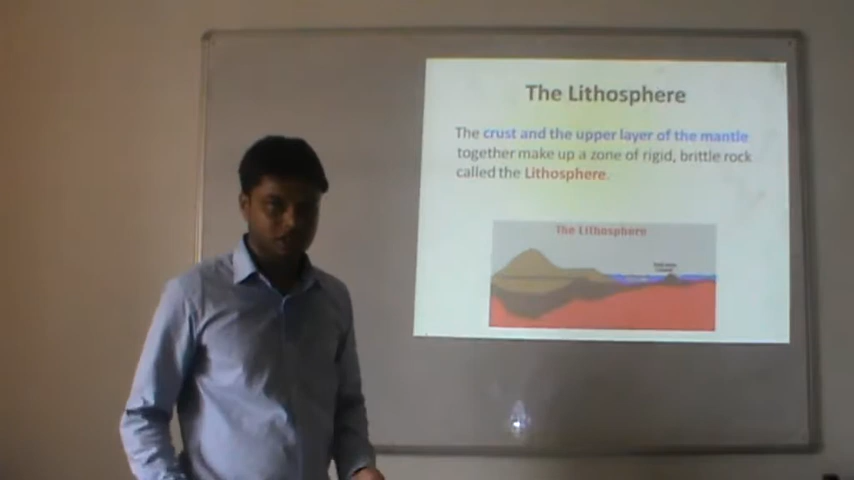 The Lithosphere
The crust and the upper layer of the mantle
together make up a zone of rigid, brittle rock
called the Lithosphere.
The Lithosphere